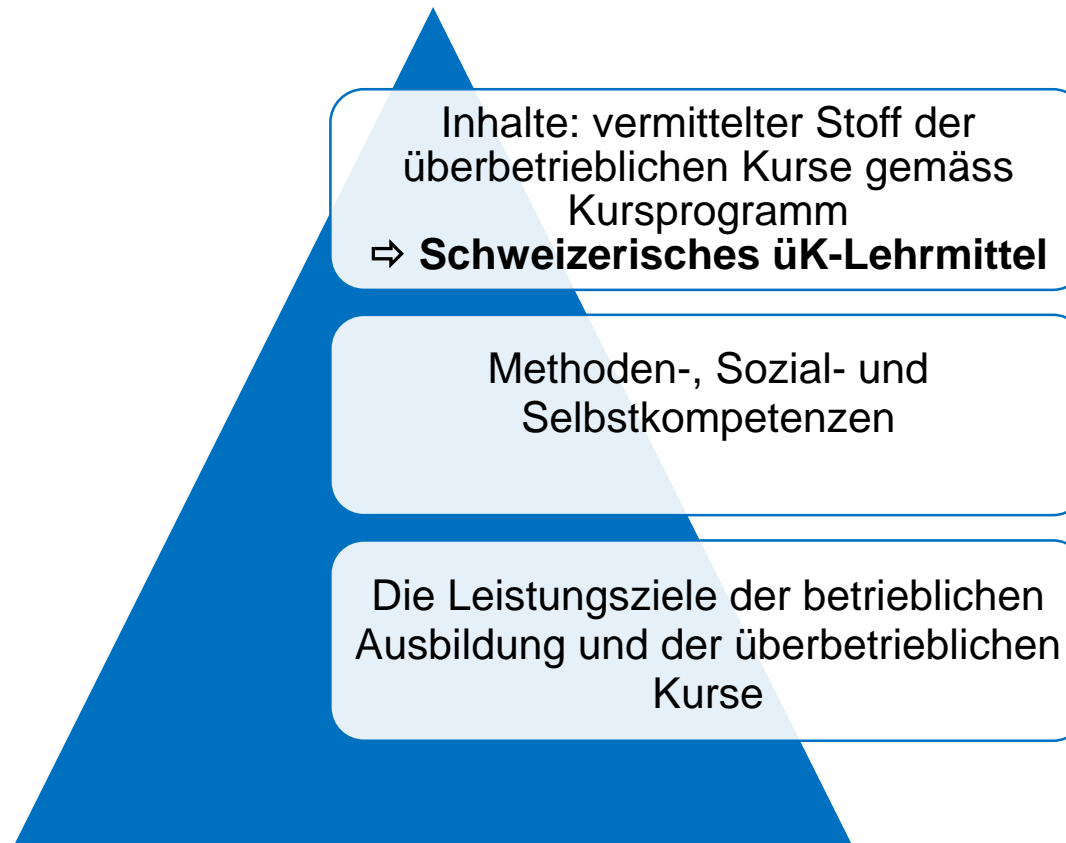 Inhalte: vermittelter Stoff der
überbetrieblichen Kurse gemäss
Kursprogramm
⇨ Schweizerisches üK-Lehrmittel
Methoden-, Sozial- und
Selbstkompetenzen
Die Leistungsziele der betrieblichen
Ausbildung und der überbetrieblichen
Kurse